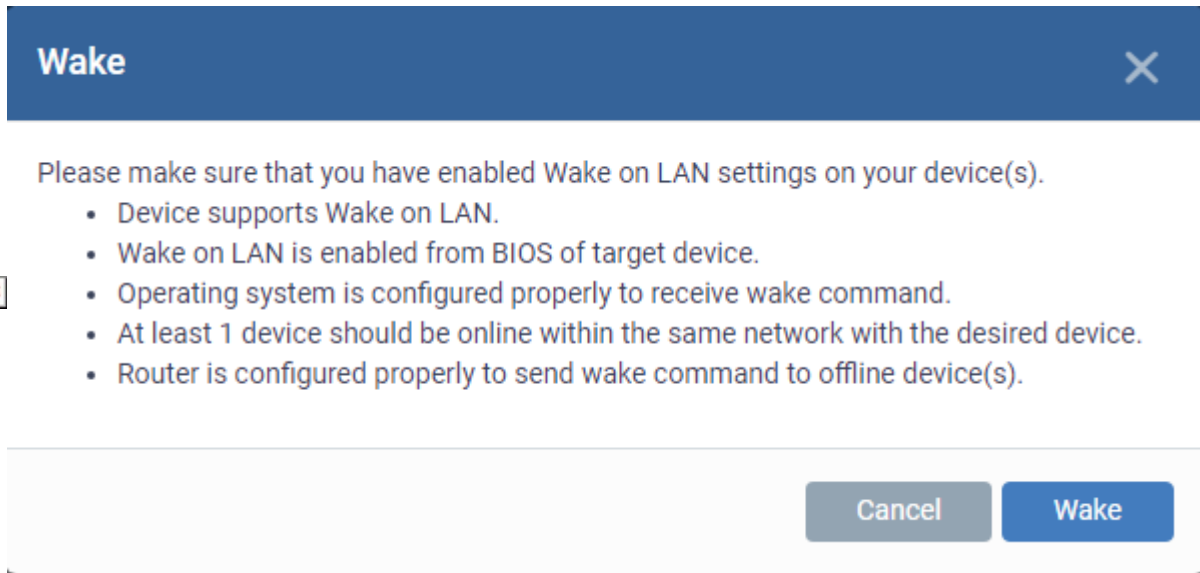 Wake
Please make sure that you have enabled Wake on LAN settings on your device(s).
• Device supports Wake on LAN.
• Wake on LAN is enabled from BIOS of target device.
• Operating system is configured properly to receive wake command.
• At least 1 device should be online within the same network with the desired device.
• Router is configured properly to send wake command to offline device(s).
Cancel Wake